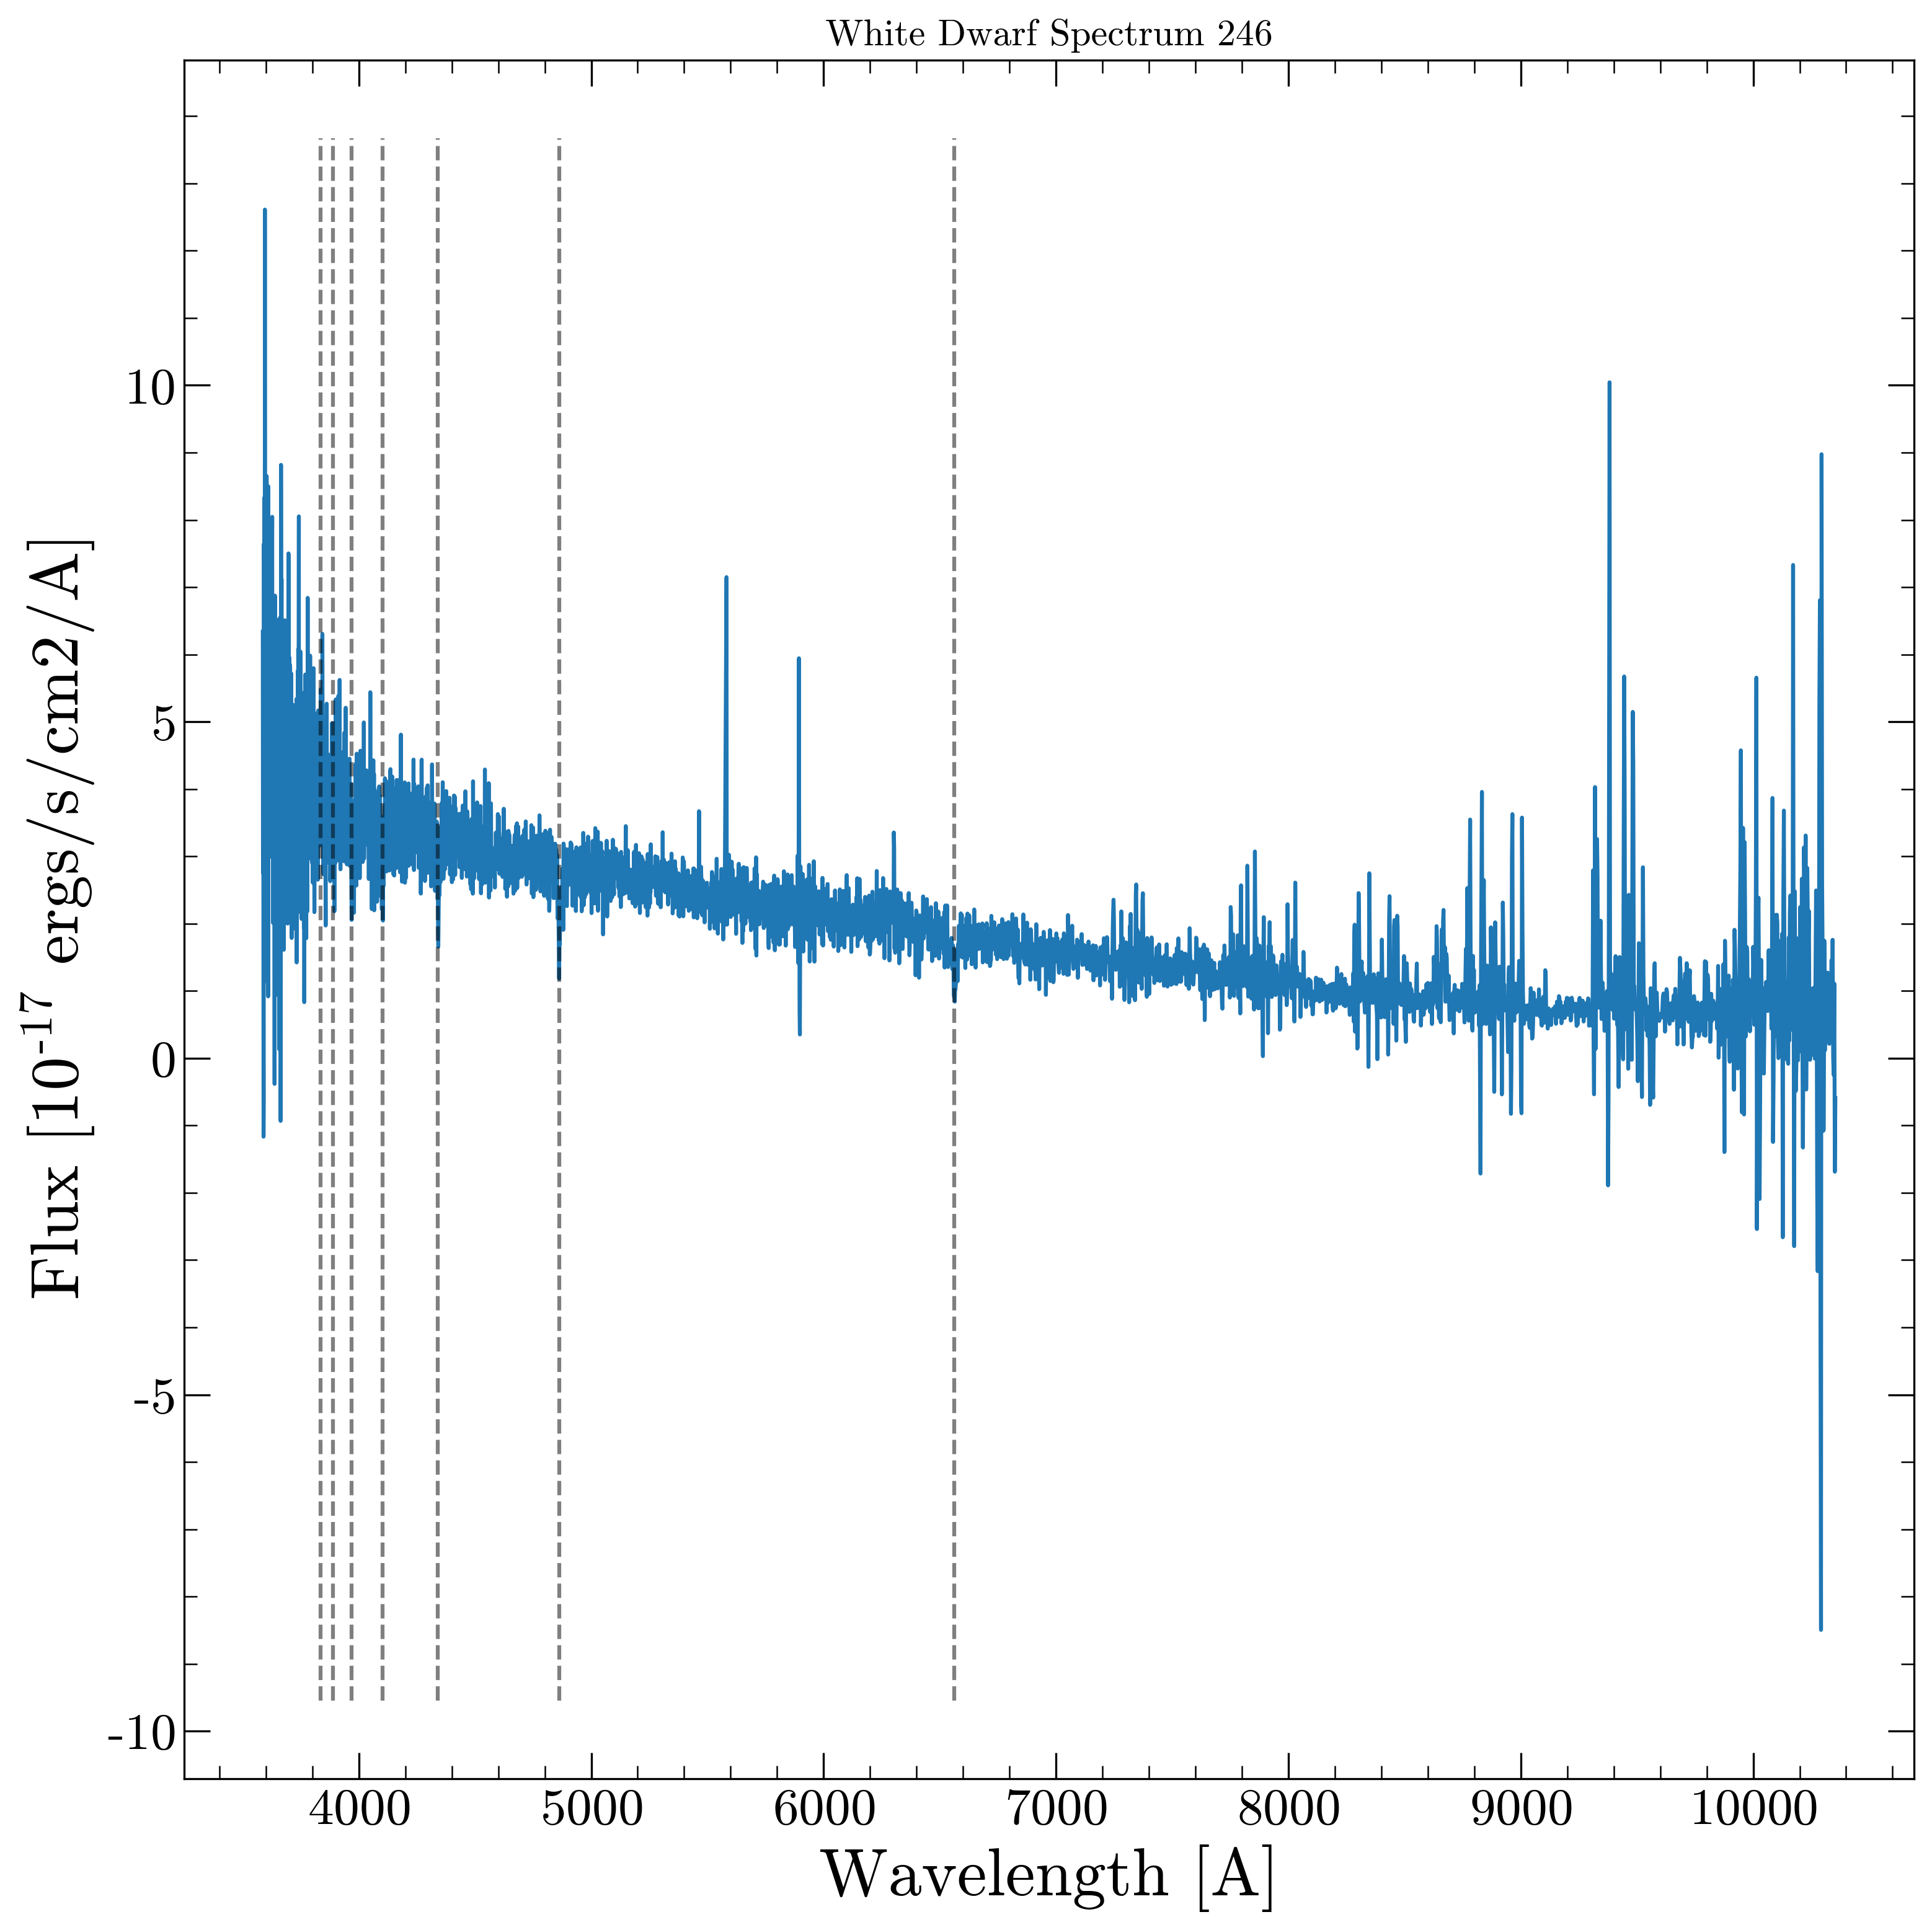 White Dwarf Spectrum 246
Flux [10-17 ergs/s/cm2/A]
10
5
0
-5
-10
4000 5000 6000 7000 8000 9000 10000
Wavelength [A]